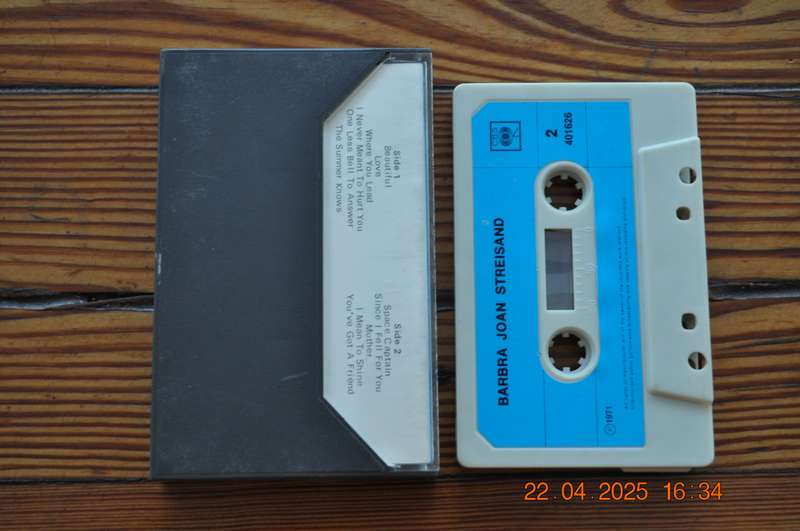 Side 1
Beautiful
Love
Where You Lead
I Never Meant To Hurt You
One Less Bell To Answer
The Summer Knows
Side 2
Space Captain
Since I Fell For You
Mother
I Mean To Shine
You've Got A Friend
CBS
2
401626
BARBRA JOAN STREISAND
℗ 1971
22.04.2025 16:34